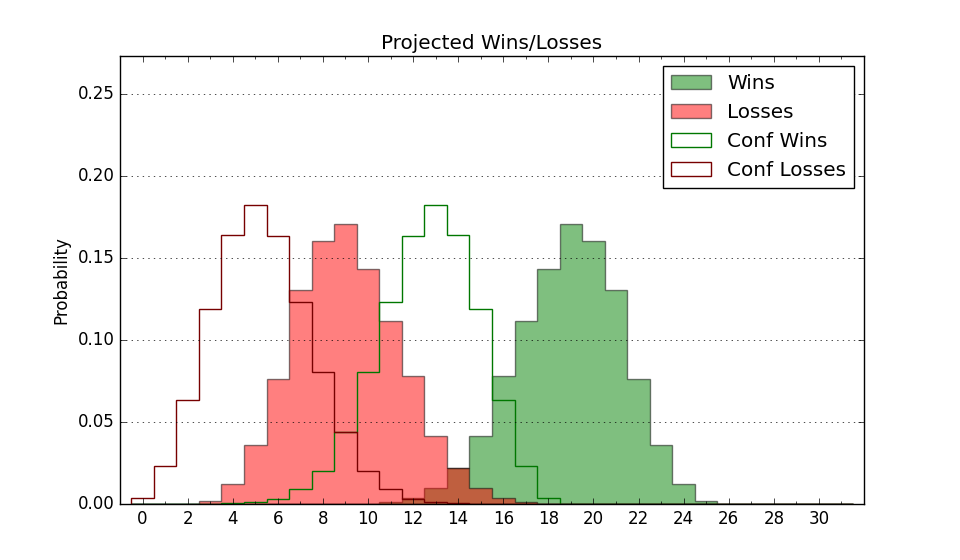 Projected Wins/Losses
Wins
Losses
Conf Wins
Conf Losses
Probability
0.25
0.20
0.15
0.10
0.05
0.00
0 2 4 6 8 10 12 14 16 18 20 22 24 26 28 30